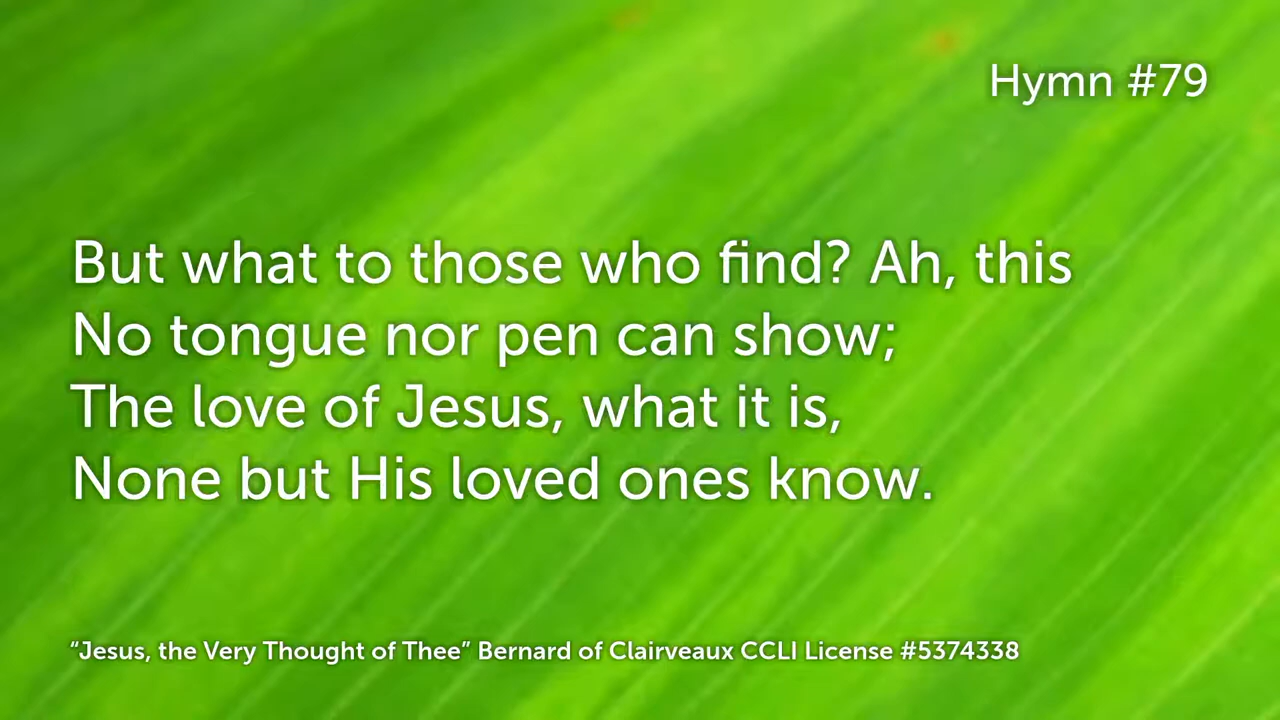 Hymn #79
But what to those who find? Ah, this
No tongue nor pen can show;
The love of Jesus, what it is,
None but His loved ones know.
“Jesus, the Very Thought of Thee” Bernard of Clairveaux CCLI License #5374338